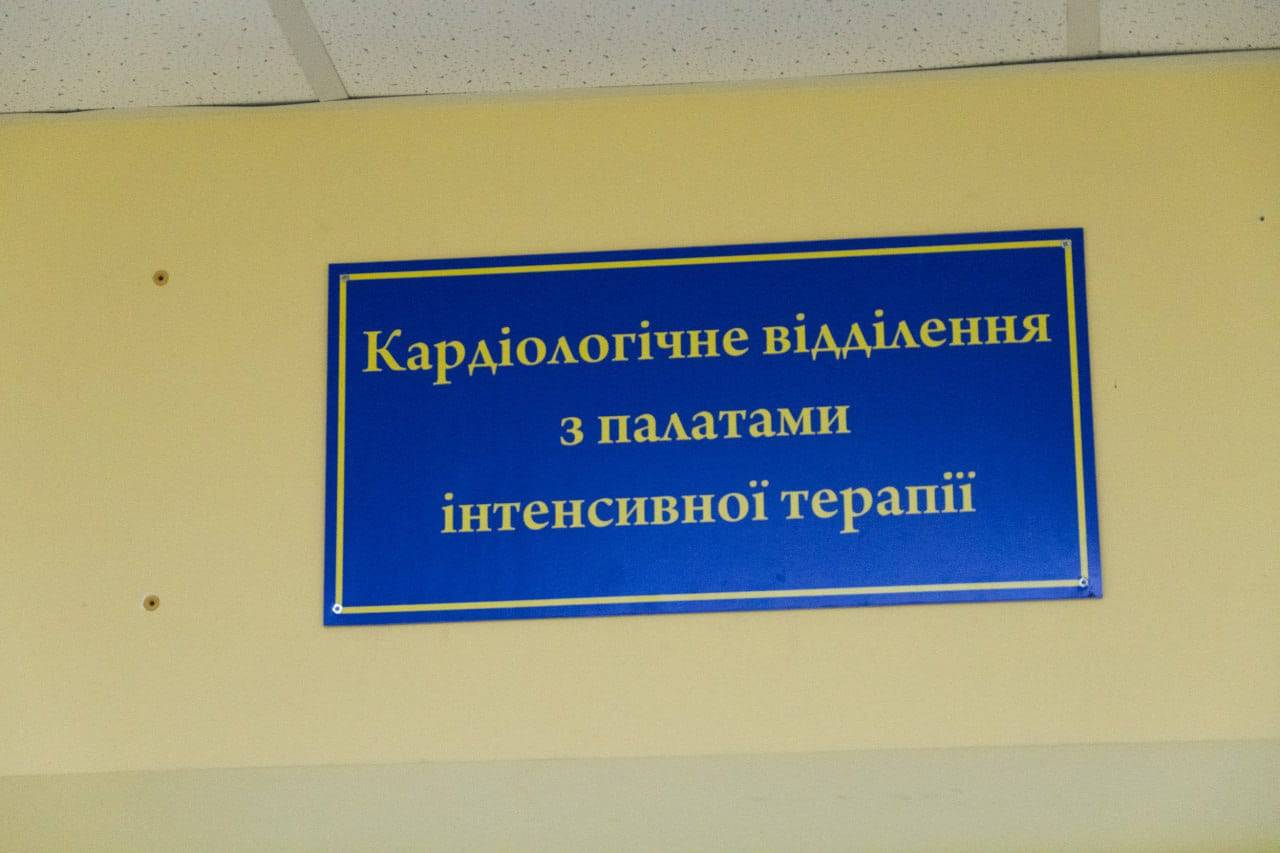 Кардіологічне відділення
з палатами
інтенсивної терапії